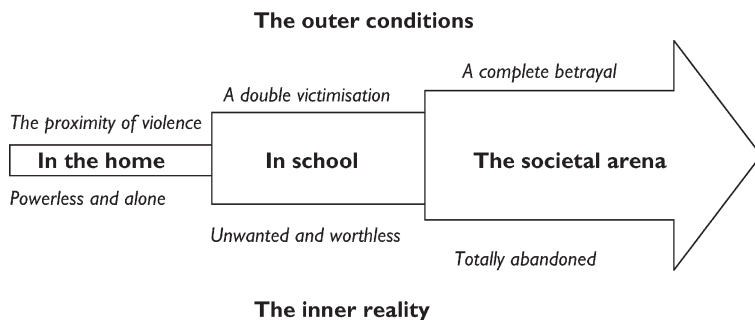 The outer conditions
A complete betrayal
A double victimisation
The proximity of violence
In the home
In school
The societal arena
Powerless and alone
Unwanted and worthless
Totally abandoned
The inner reality